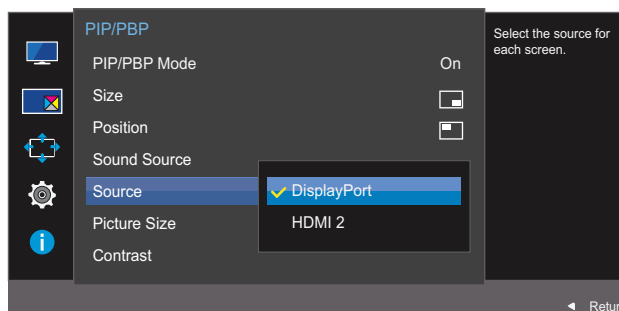 PIP/PBP
Select the source for
each screen.
PIP/PBP Mode On
Size
Position
Sound Source
Source
DisplayPort
Picture Size
HDMI 2
Contrast